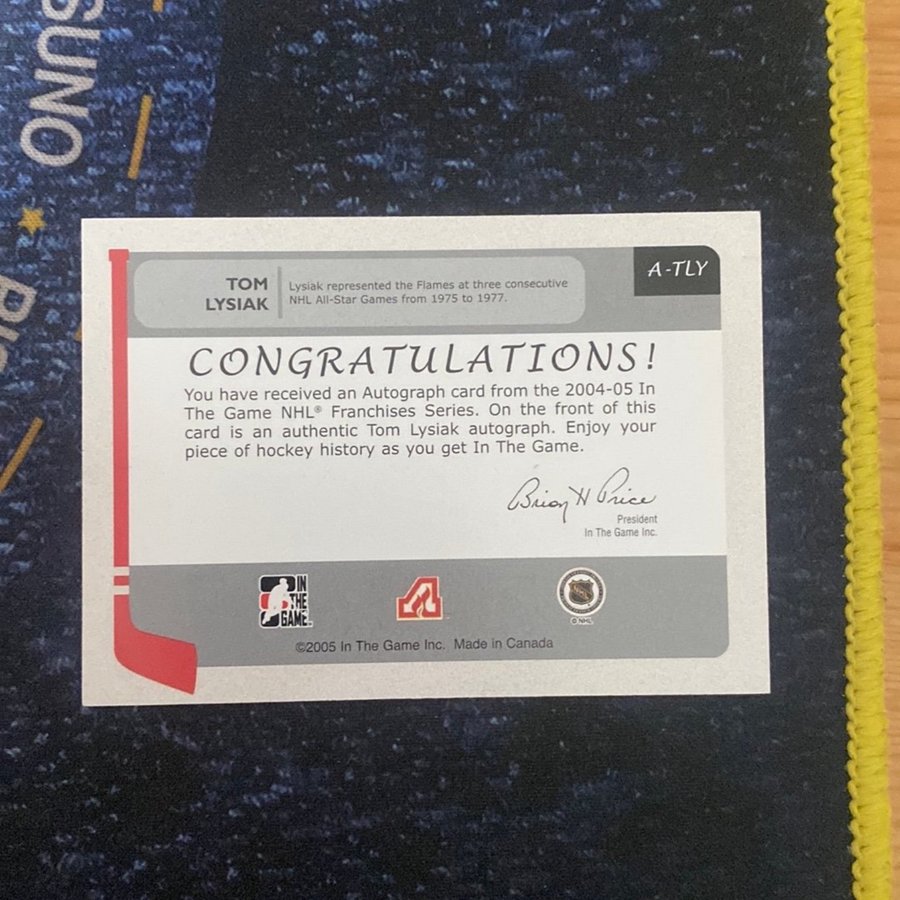 SUNO
TOM
LYSIAK
Lysiak represented the Flames at three consecutive
NHL All-Star Games from 1975 to 1977.
A-TLY
CONGRATULATIONS!
You have received an Autograph card from the 2004-05 In
The Game NHL® Franchises Series. On the front of this
card is an authentic Tom Lysiak autograph. Enjoy your
piece of hockey history as you get In The Game.
Brian H Price
President
In The Game Inc.
IN
THE
GAME
A
NHL
© NHL
©2005 In The Game Inc. Made in Canada